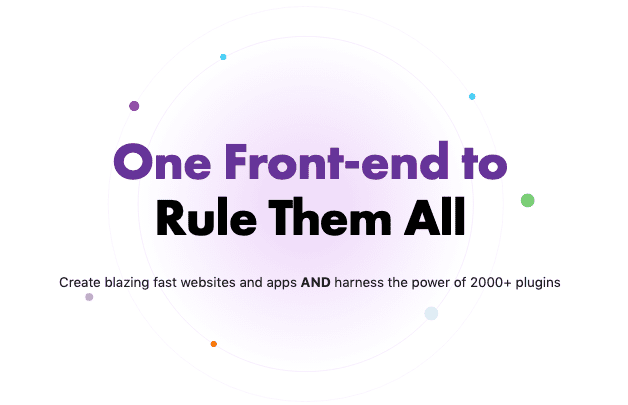 One Front-end to
Rule Them All
Create blazing fast websites and apps AND harness the power of 2000+ plugins